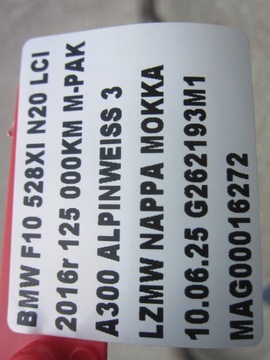 BMW F10 528XI N20 LCI
2016r 125 000KM M-PAK
A300 ALPINWEISS 3
LZMW NAPPA MOKKA
10.06.25 G262193M1
MAG00016272